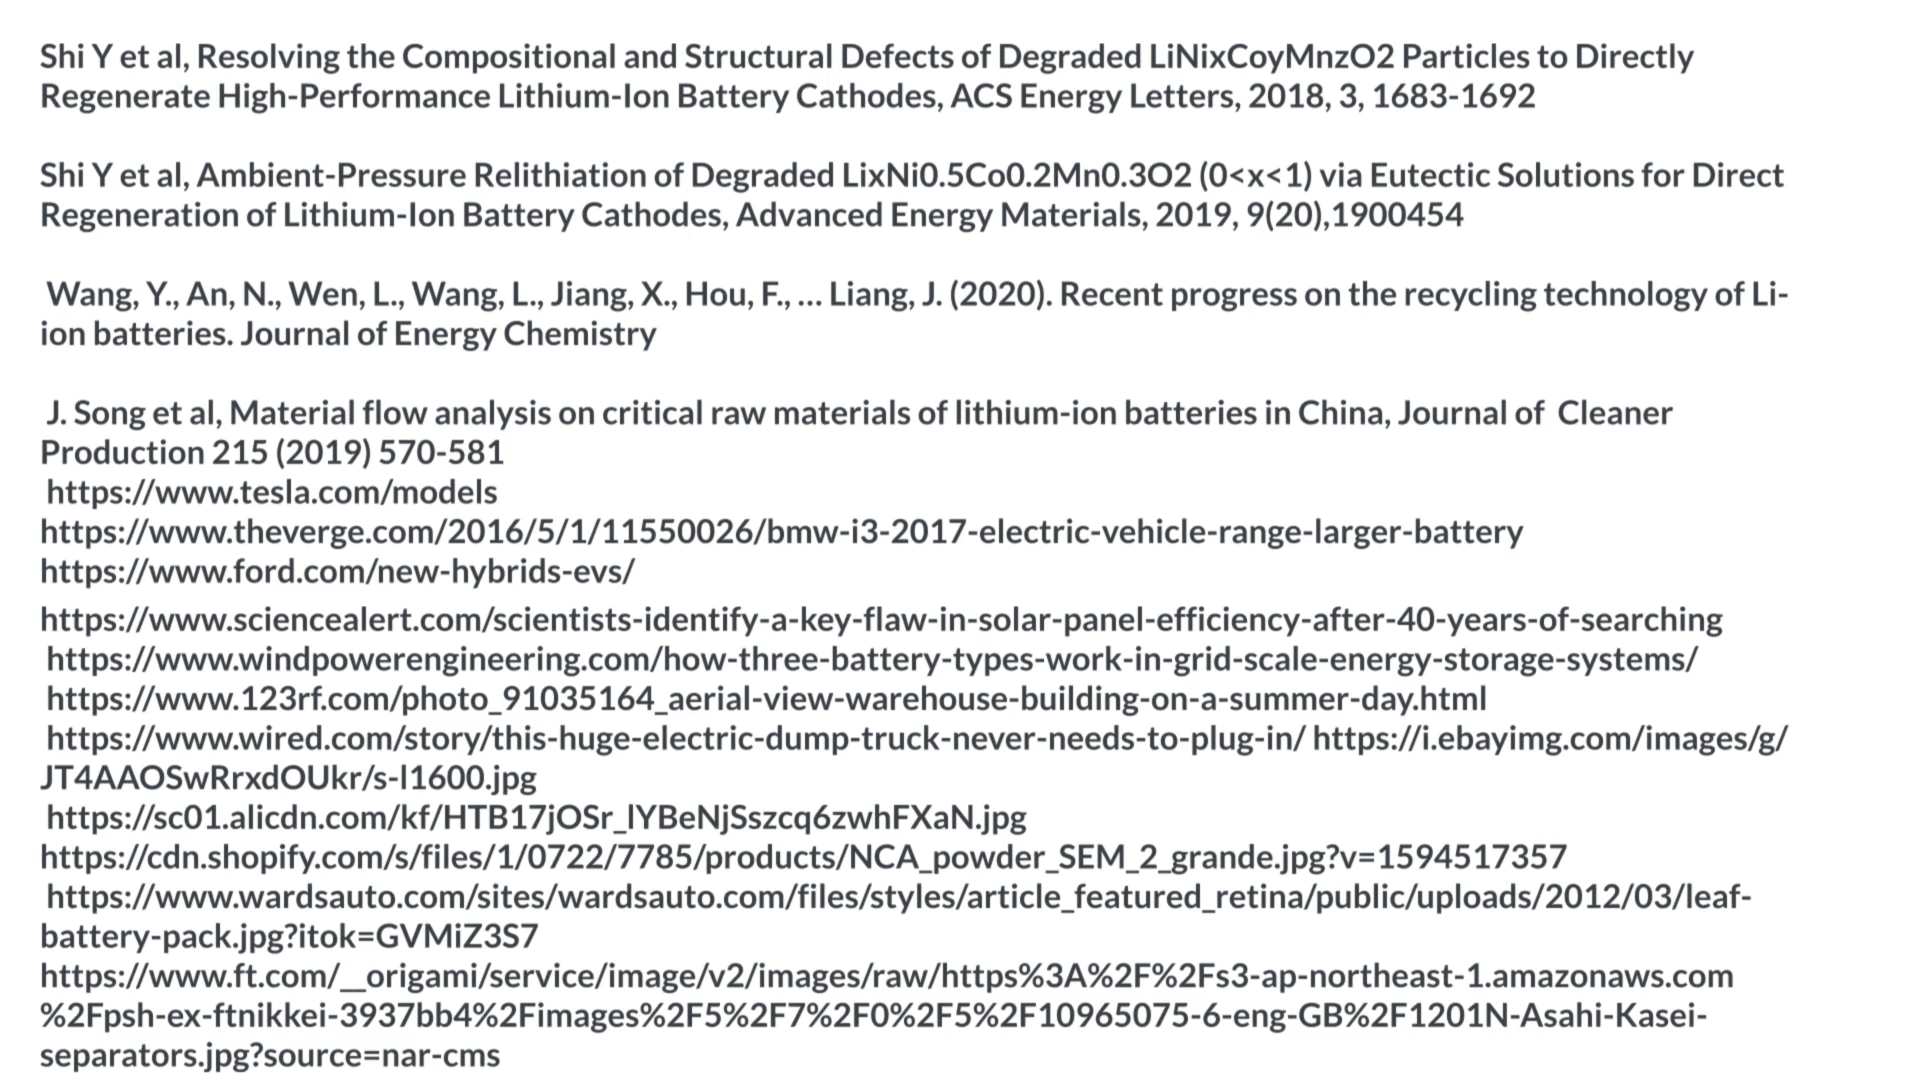 Shi Y et al, Resolving the Compositional and Structural Defects of Degraded LiNixCoyMnzO2 Particles to Directly
Regenerate High-Performance Lithium-Ion Battery Cathodes, ACS Energy Letters, 2018, 3, 1683-1692
Shi Y et al, Ambient-Pressure Relithiation of Degraded LixNi0.5Co0.2Mn0.3O2 (0<x<1) via Eutectic Solutions for Direct
Regeneration of Lithium-Ion Battery Cathodes, Advanced Energy Materials, 2019, 9(20),1900454
Wang, Y., An, N., Wen, L., Wang, L., Jiang, X., Hou, F., ... Liang, J. (2020). Recent progress on the recycling technology of Li-
ion batteries. Journal of Energy Chemistry
J. Song et al, Material flow analysis on critical raw materials of lithium-ion batteries in China, Journal of Cleaner
Production 215 (2019) 570-581
https://www.tesla.com/models
https://www.theverge.com/2016/5/1/11550026/bmw-i3-2017-electric-vehicle-range-larger-battery
https://www.ford.com/new-hybrids-evs/
https://www.sciencealert.com/scientists-identify-a-key-flaw-in-solar-panel-efficiency-after-40-years-of-searching
https://www.windpowerengineering.com/how-three-battery-types-work-in-grid-scale-energy-storage-systems/
https://www.123rf.com/photo_91035164_aerial-view-warehouse-building-on-a-summer-day.html
https://www.wired.com/story/this-huge-electric-dump-truck-never-needs-to-plug-in/ https://i.ebayimg.com/images/g/
JT4AAOSwRrxdOUkr/s-l1600.jpg
https://sc01.alicdn.com/kf/HTB17jOSr_lYBeNjSszcq6zwhFXaN.jpg
https://cdn.shopify.com/s/files/1/0722/7785/products/NCA_powder_SEM_2_grande.jpg?v=1594517357
https://www.wardsauto.com/sites/wardsauto.com/files/styles/article_featured_retina/public/uploads/2012/03/leaf-
battery-pack.jpg?itok=GVMiZ3S7
https://www.ft.com/__origami/service/image/v2/images/raw/https%3A%2F%2Fs3-ap-northeast-1.amazonaws.com
%2Fpsh-ex-ftnikkei-3937bb4%2Fimages%2F5%2F7%2F0%2F5%2F10965075-6-eng-GB%2F1201N-Asahi-Kasei-
separators.jpg?source=nar-cms